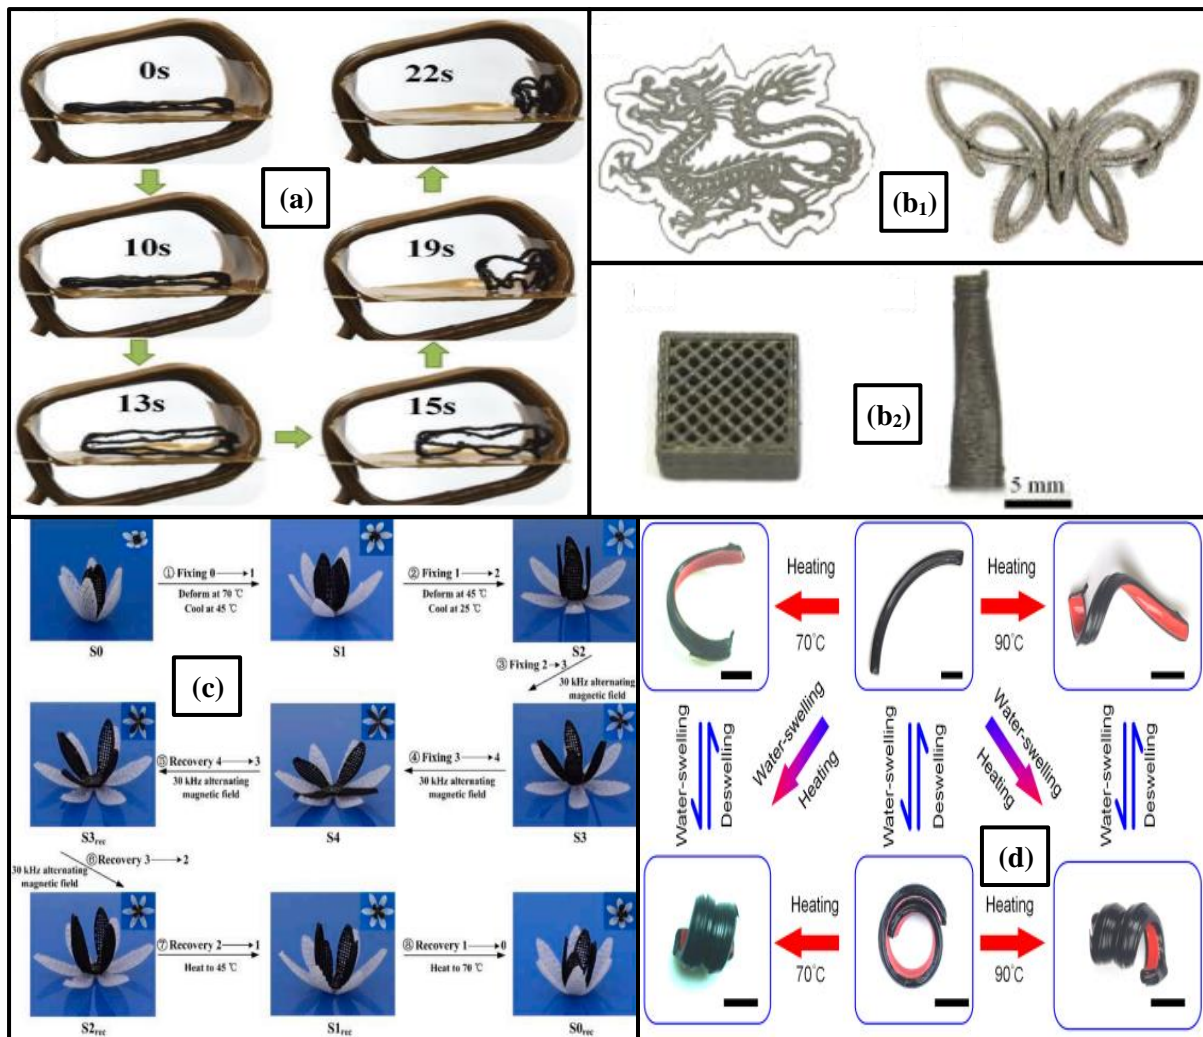 0s
22s
(a)
10s
19s
13s
15s
(b₁)
(b₂)
5 mm
① Fixing 0→1
Deform at 70 ℃
Cool at 45 ℃
② Fixing 1→2
Deform at 45 ℃
Cool at 25 ℃
S0
S1
S2
(c)
③ Fixing 2→3
30 kHz alternating
magnetic field
⑤ Recovery 4→3
30 kHz alternating
magnetic field
④ Fixing 3→4
30 kHz alternating
magnetic field
S3rec
S4
S3
⑥ Recovery 3→2
30 kHz alternating
magnetic field
⑦ Recovery 2→1
Heat to 45 ℃
⑧ Recovery 1→0
Heat to 70 ℃
S2rec
S1rec
S0rec
Heating
70℃
Heating
90℃
Water-swelling
Deswelling
Water-swelling
Heating
Water-swelling
Deswelling
Water-swelling
Heating
Water-swelling
Deswelling
(d)
Heating
70℃
Heating
90℃